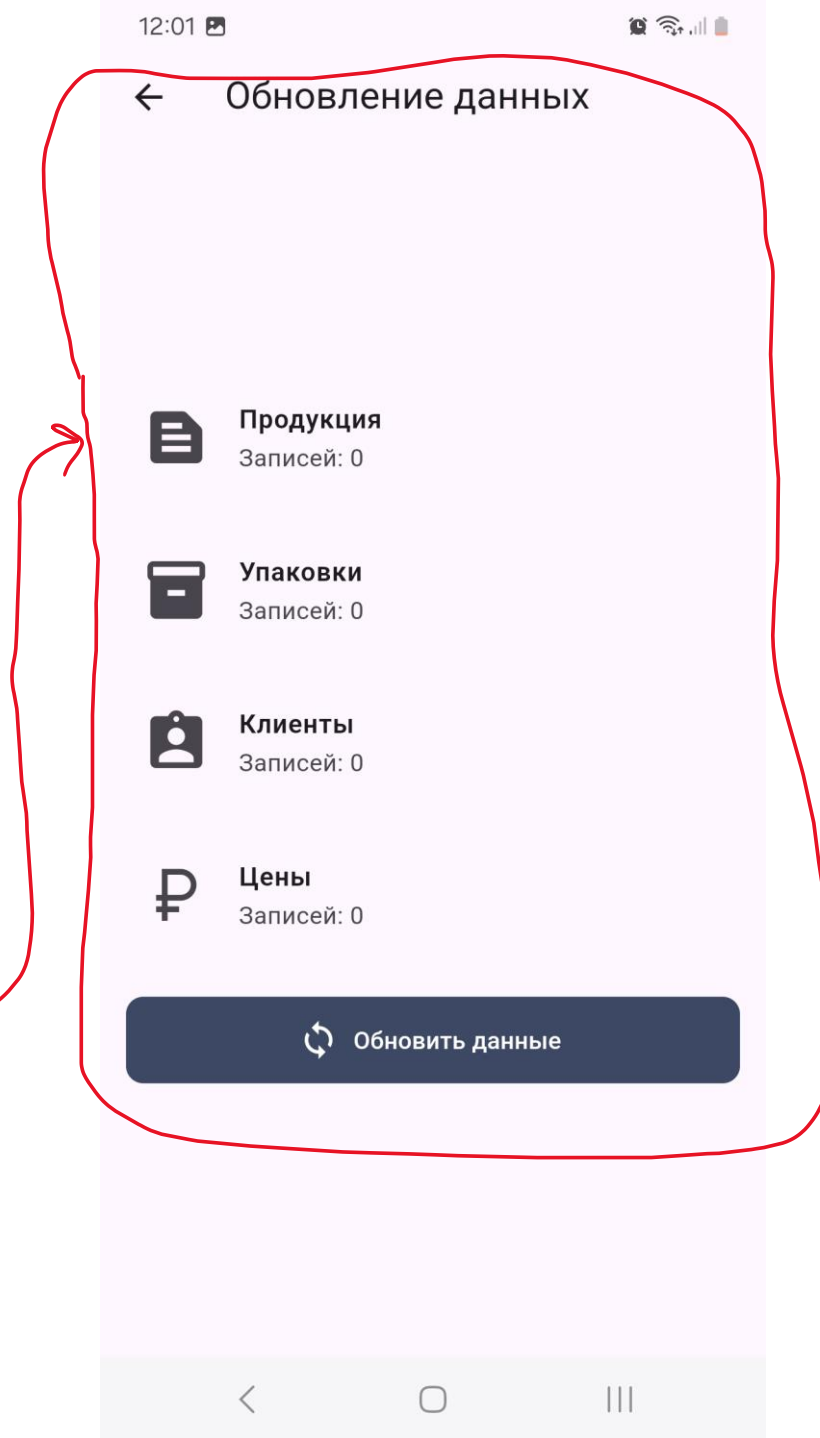 12:01
Обновление данных
Продукция
Записей: 0
Упаковки
Записей: 0
Клиенты
Записей: 0
Цены
Записей: 0
Обновить данные